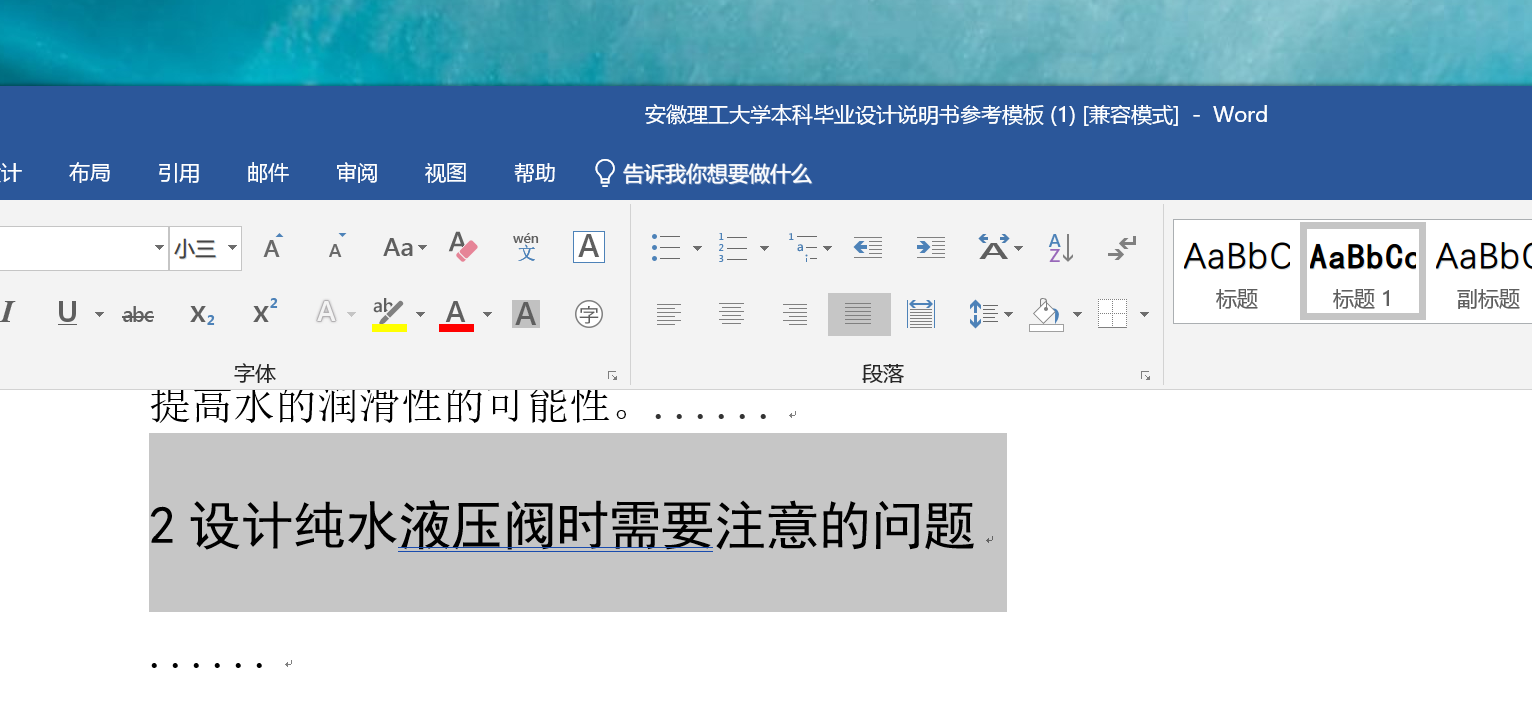 安徽理工大学本科毕业设计说明书参考模板 (1) [兼容模式] - Word
计 布局 引用 邮件 审阅 视图 帮助 告诉我你想要做什么
小三 A A Aa A wén 文 A
1 2 3 1 a i A Z
AaBbC AaBbCc AaBbC
I U abc X₂ X² A ab A A 字
标题 标题 1 副标题
字体 段落
提高水的润滑性的可能性。......
2 设计纯水液压阀时需要注意的问题
......